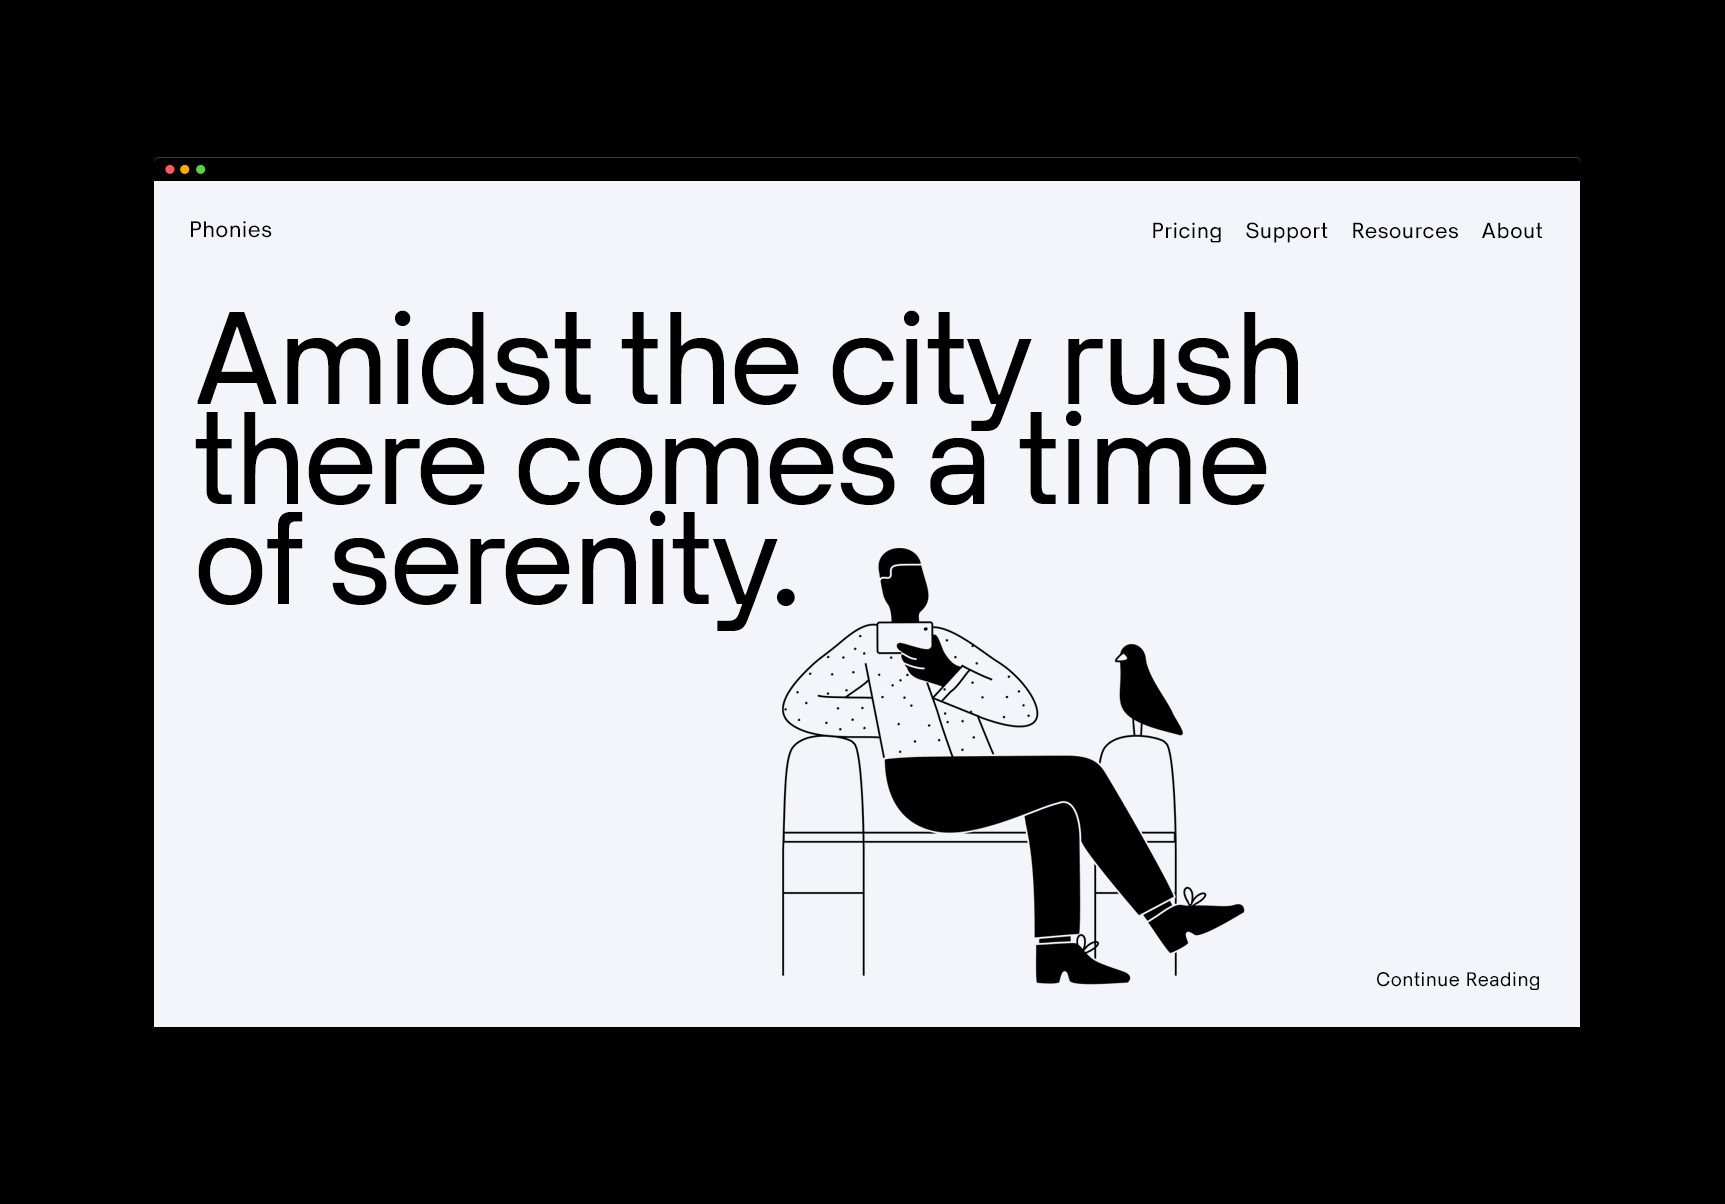 Phonies
Pricing Support Resources About
Amidst the city rush
there comes a time
of serenity.
Continue Reading